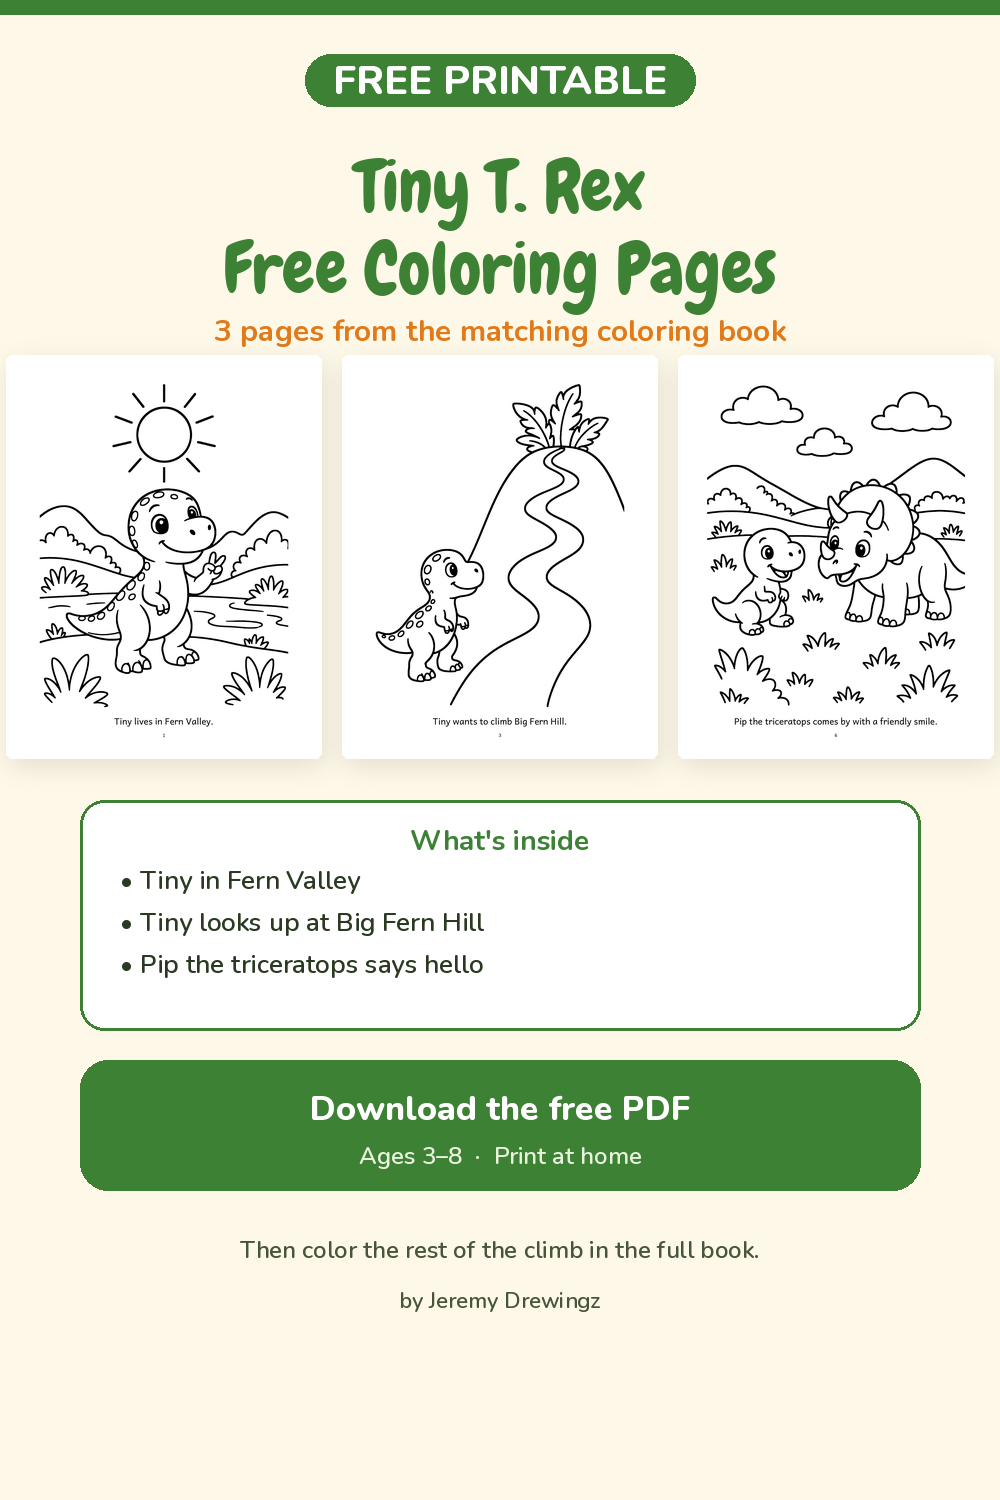 FREE PRINTABLE
Tiny T. Rex
Free Coloring Pages
3 pages from the matching coloring book
Tiny lives in Fern Valley.
1
Tiny wants to climb Big Fern Hill.
3
Pip the triceratops comes by with a friendly smile.
6
What's inside
• Tiny in Fern Valley
• Tiny looks up at Big Fern Hill
• Pip the triceratops says hello
Download the free PDF
Ages 3–8 · Print at home
Then color the rest of the climb in the full book.
by Jeremy Drewingz